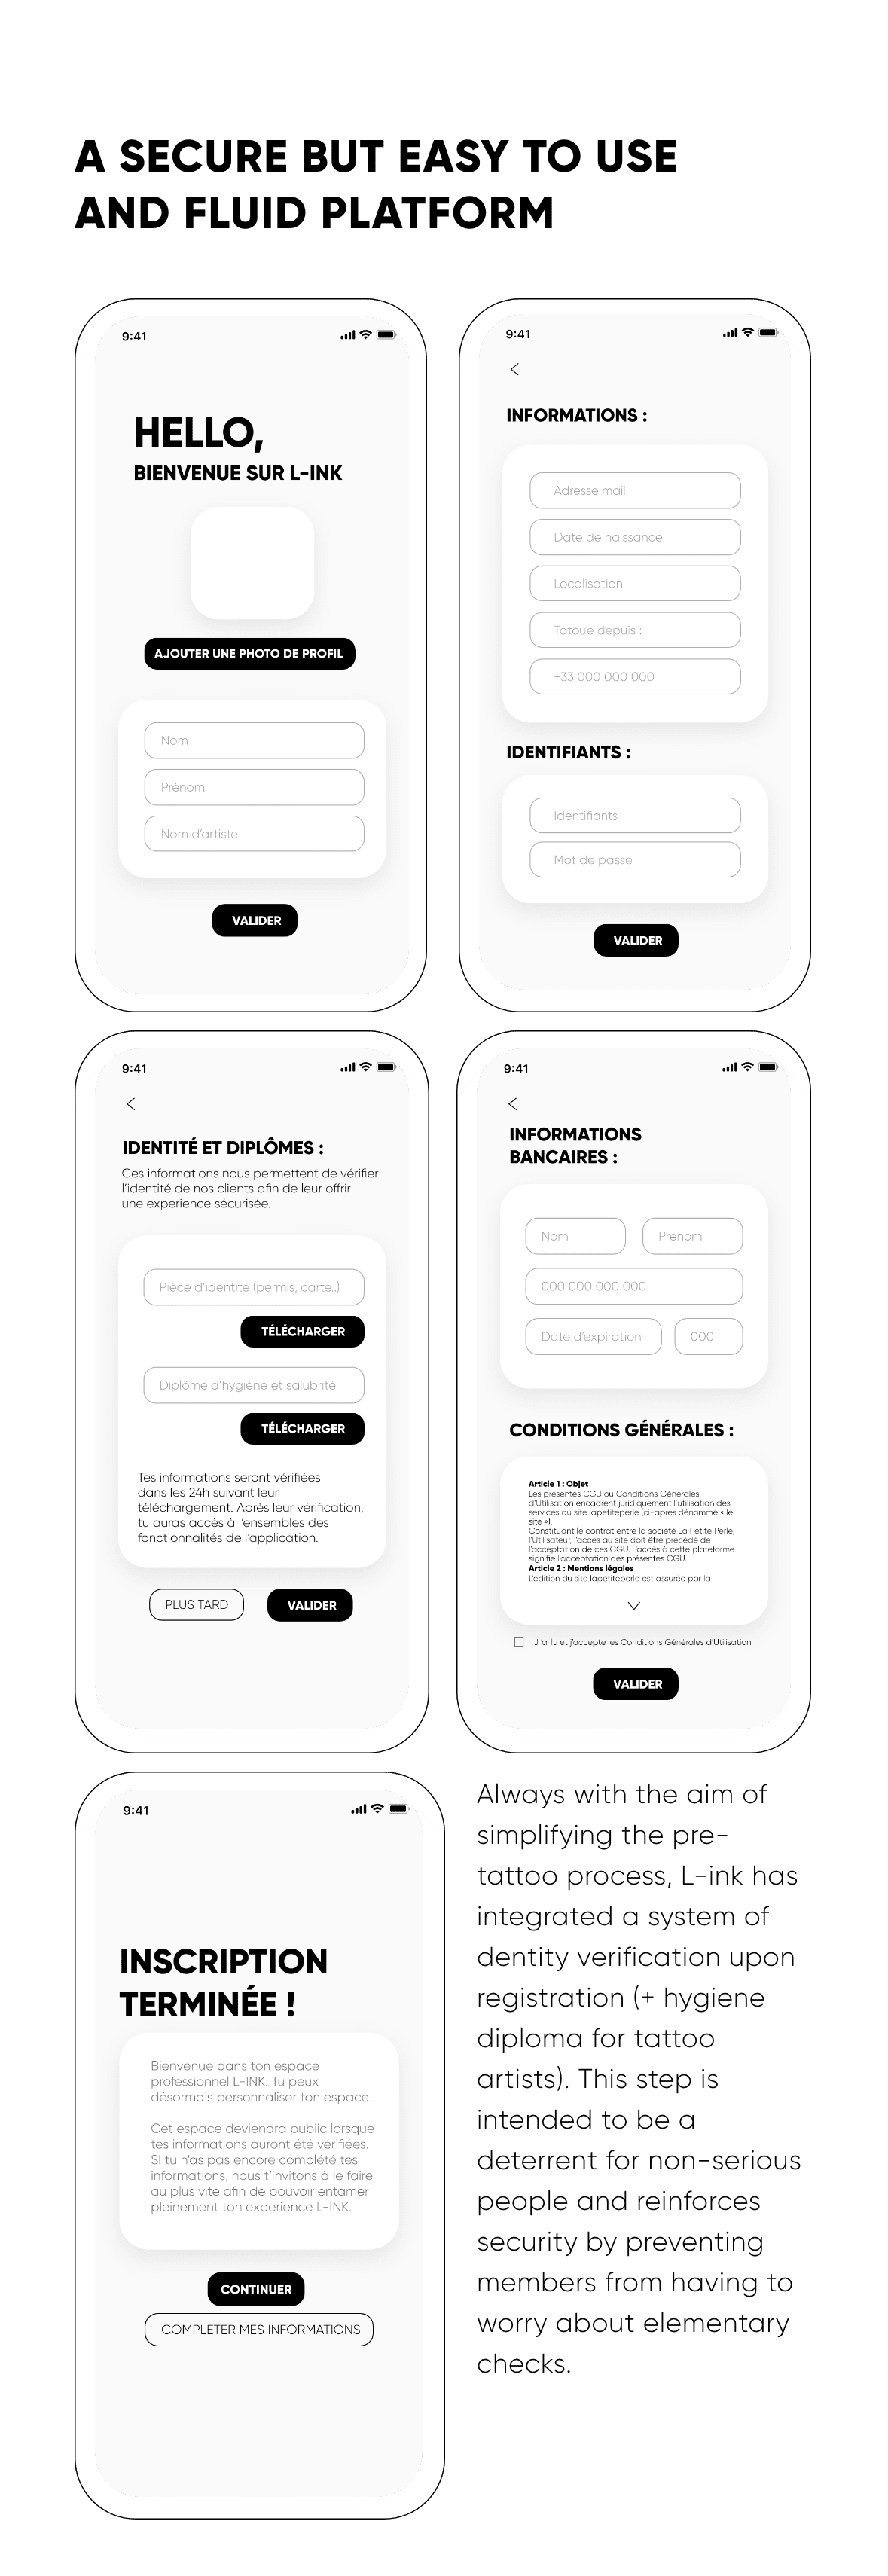 A SECURE BUT EASY TO USE
AND FLUID PLATFORM
9:41
HELLO,
BIENVENUE SUR L-INK
AJOUTER UNE PHOTO DE PROFIL
Nom
Prénom
Nom d'artiste
VALIDER
9:41
INFORMATIONS :
Adresse mail
Date de naissance
Localisation
Tatoue depuis :
+33 000 000 000
IDENTIFIANTS :
Identifiants
Mot de passe
VALIDER
9:41
IDENTITÉ ET DIPLÔMES :
Ces informations nous permettent de vérifier
l'identité de nos clients afin de leur offrir
une experience sécurisée.
Pièce d'identité (permis, carte..)
TÉLÉCHARGER
Diplôme d'hygiène et salubrité
TÉLÉCHARGER
Tes informations seront vérifiées
dans les 24h suivant leur
téléchargement. Après leur vérification,
tu auras accès à l'ensembles des
fonctionnalités de l'application.
PLUS TARD
VALIDER
9:41
INFORMATIONS
BANCAIRES :
Nom
Prénom
000 000 000 000
Date d'expiration
000
CONDITIONS GÉNÉRALES :
Article 1 : Objet
Les présentes CGU ou Conditions Générales
d'Utilisation encadrent juridiquement l'utilisation des
services du site lapetiteperle (ci-après dénommé « le
site »).
Constituant le contrat entre la société La Petite Perle,
l'Utilisateur, l'accès au site doit être précédé de
l'acceptation de ces CGU. L'accès à cette plateforme
signifie l'acceptation des présentes CGU.
Article 2 : Mentions légales
L'édition du site lapetiteperle est assurée par la
J 'ai lu et j'accepte les Conditions Générales d'Utilisation
VALIDER
9:41
INSCRIPTION
TERMINÉE !
Bienvenue dans ton espace
professionnel L-INK. Tu peux
désormais personnaliser ton espace.
Cet espace deviendra public lorsque
tes informations auront été vérifiées.
SI tu n'as pas encore complété tes
informations, nous t'invitons à le faire
au plus vite afin de pouvoir entamer
pleinement ton experience L-INK.
CONTINUER
COMPLETER MES INFORMATIONS
Always with the aim of
simplifying the pre-
tattoo process, L-ink has
integrated a system of
dentity verification upon
registration (+ hygiene
diploma for tattoo
artists). This step is
intended to be a
deterrent for non-serious
people and reinforces
security by preventing
members from having to
worry about elementary
checks.